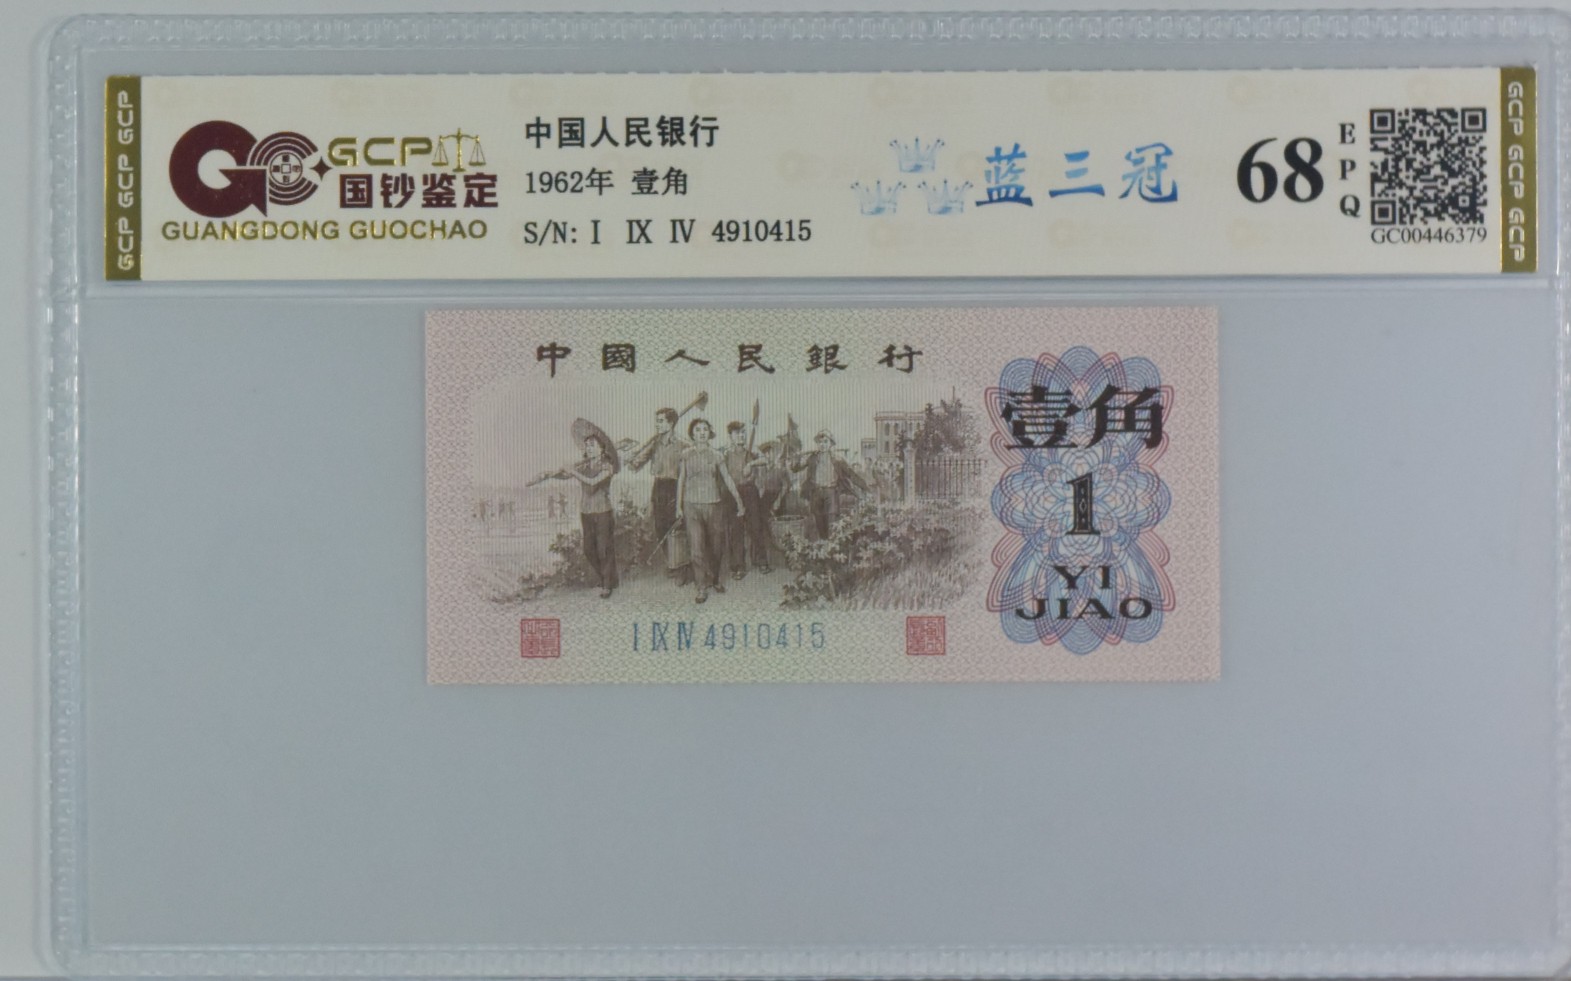 GCP GCP GCP
GCP
国钞鉴定
GUANGDONG GUOCHAO
中国人民银行
1962年 壹角
S/N: I IX IV 4910415
蓝三冠
68
EPQ
GC00446379
GCP GCP GCP
中國人民銀行
壹角
1
YI
JIAO
I IX IV 4910415